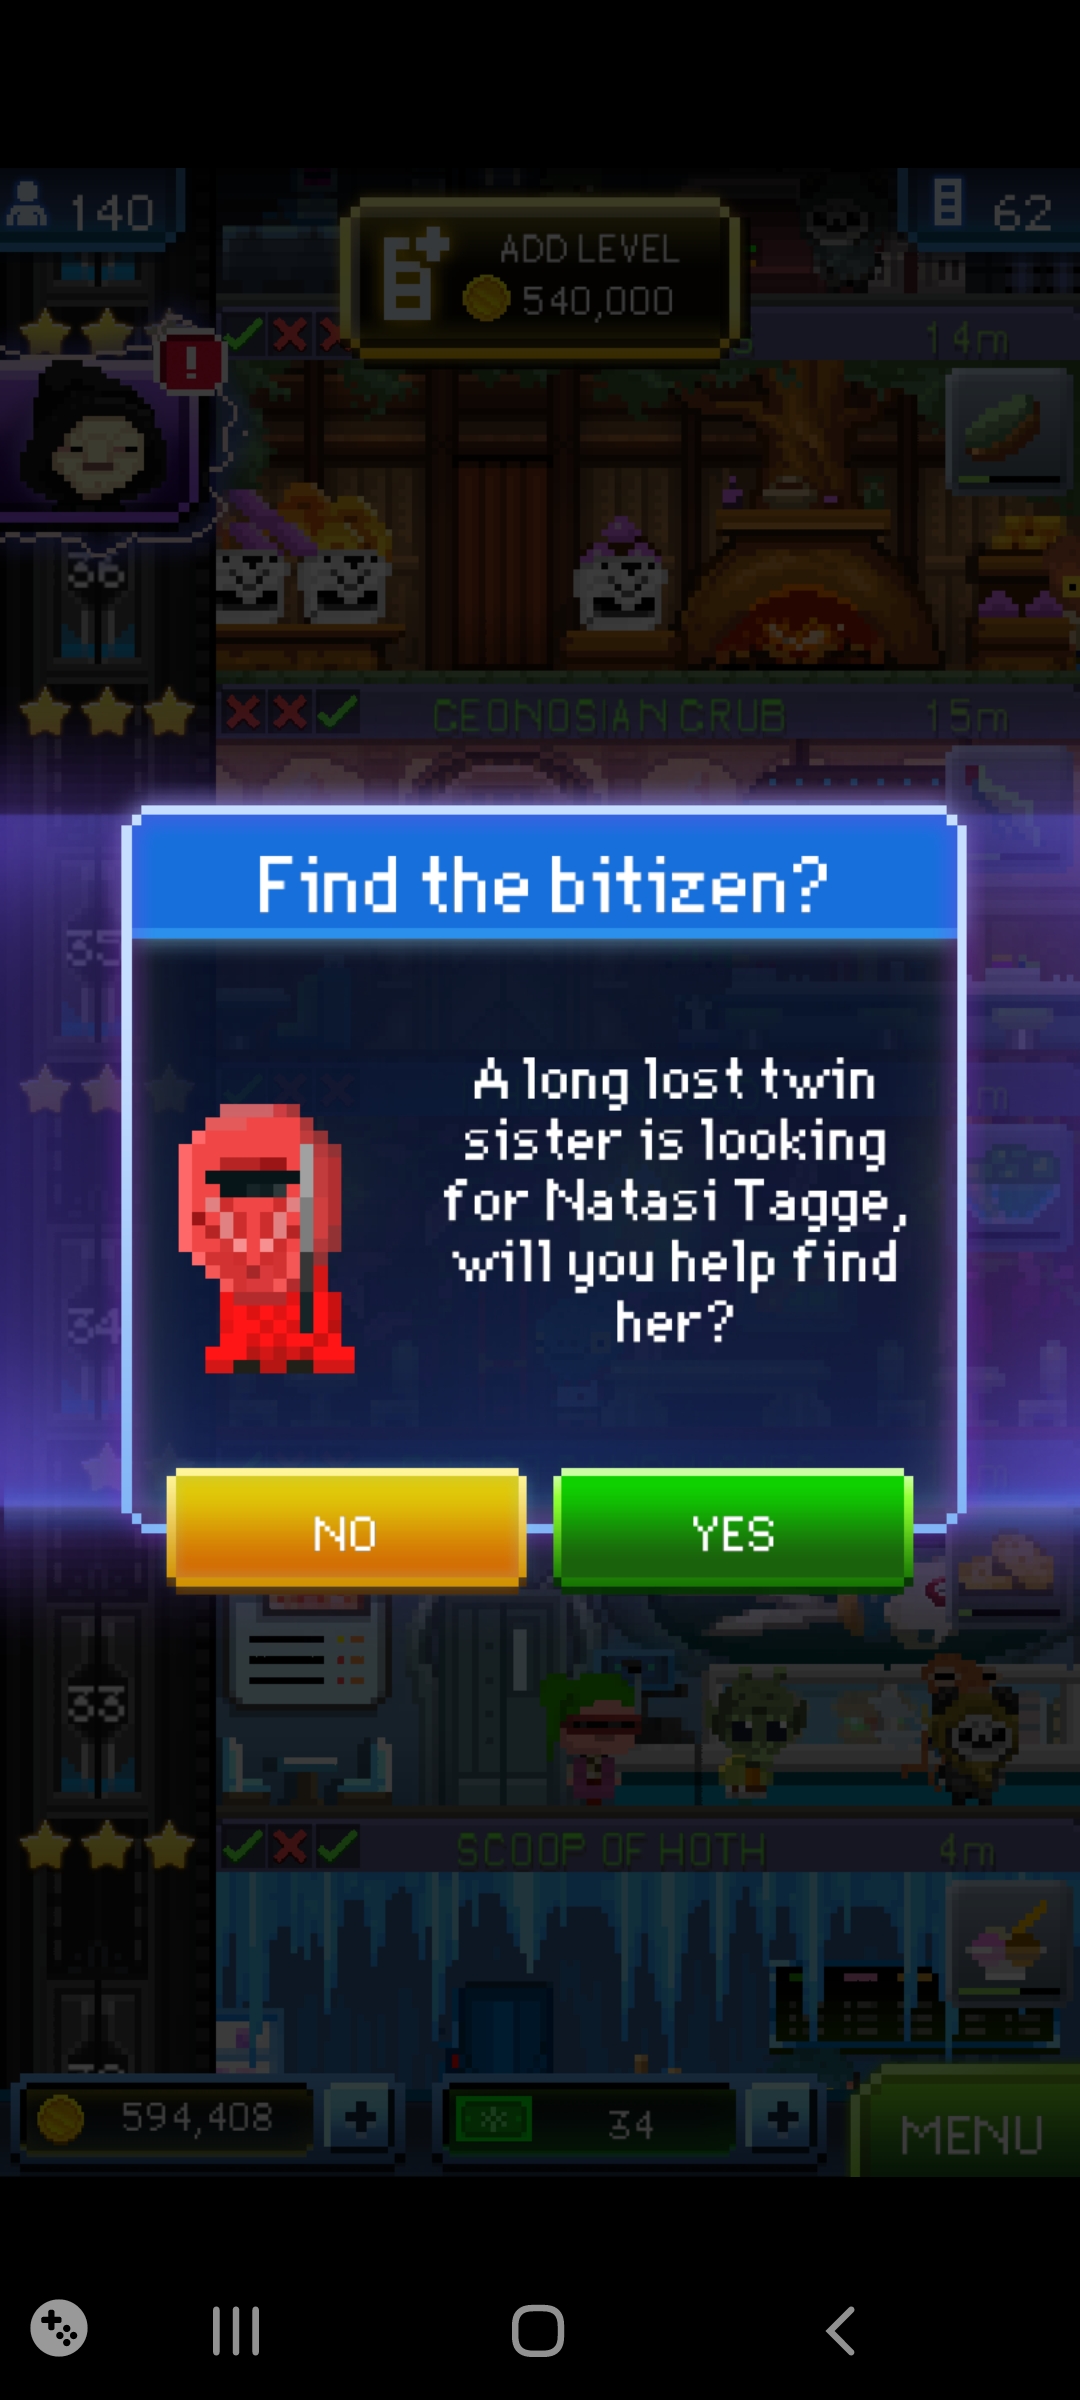 140
ADD LEVEL
540,000
62
14m
!
36
GEONOSIAN GRUB
15m
Find the bitizen?
35
A long lost twin
sister is looking
for Natasi Tagge,
will you help find
her?
34
NO
YES
33
SCOOP OF HOTH
4m
594,408
+
34
+
MENU